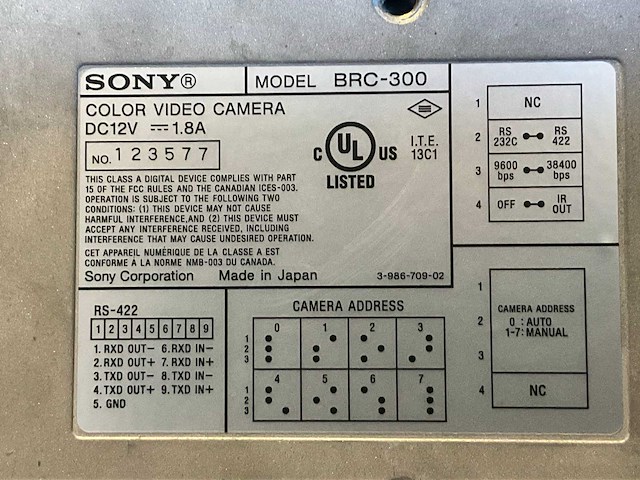 SONY® MODEL BRC-300
COLOR VIDEO CAMERA
DC12V ⎓ 1.8A
NO. 123577
C UL US
LISTED
I.T.E.
13C1
THIS CLASS A DIGITAL DEVICE COMPLIES WITH PART
15 OF THE FCC RULES AND THE CANADIAN ICES-003.
OPERATION IS SUBJECT TO THE FOLLOWING TWO
CONDITIONS: (1) THIS DEVICE MAY NOT CAUSE
HARMFUL INTERFERENCE,AND (2) THIS DEVICE MUST
ACCEPT ANY INTERFERENCE RECEIVED, INCLUDING
INTERFERENCE THAT MAY CAUSE UNDESIRED OPERATION.
CET APPAREIL NUMÉRIQUE DE LA CLASSE A EST
CONFORME A LA NORME NMB-003 DU CANADA.
Sony Corporation Made in Japan 3-986-709-02
1 NC
2 RS 232C RS 422
3 9600 bps 38400 bps
4 OFF IR OUT
RS-422
1 2 3 4 5 6 7 8 9
1. RXD OUT− 6. RXD IN−
2. RXD OUT+ 7. RXD IN+
3. TXD OUT− 8. TXD IN−
4. TXD OUT+ 9. TXD IN+
5. GND
CAMERA ADDRESS
0 1 2 3
1
2
3
4 5 6 7
1
2
3
1
2
3
CAMERA ADDRESS
0 : AUTO
1-7: MANUAL
4 NC